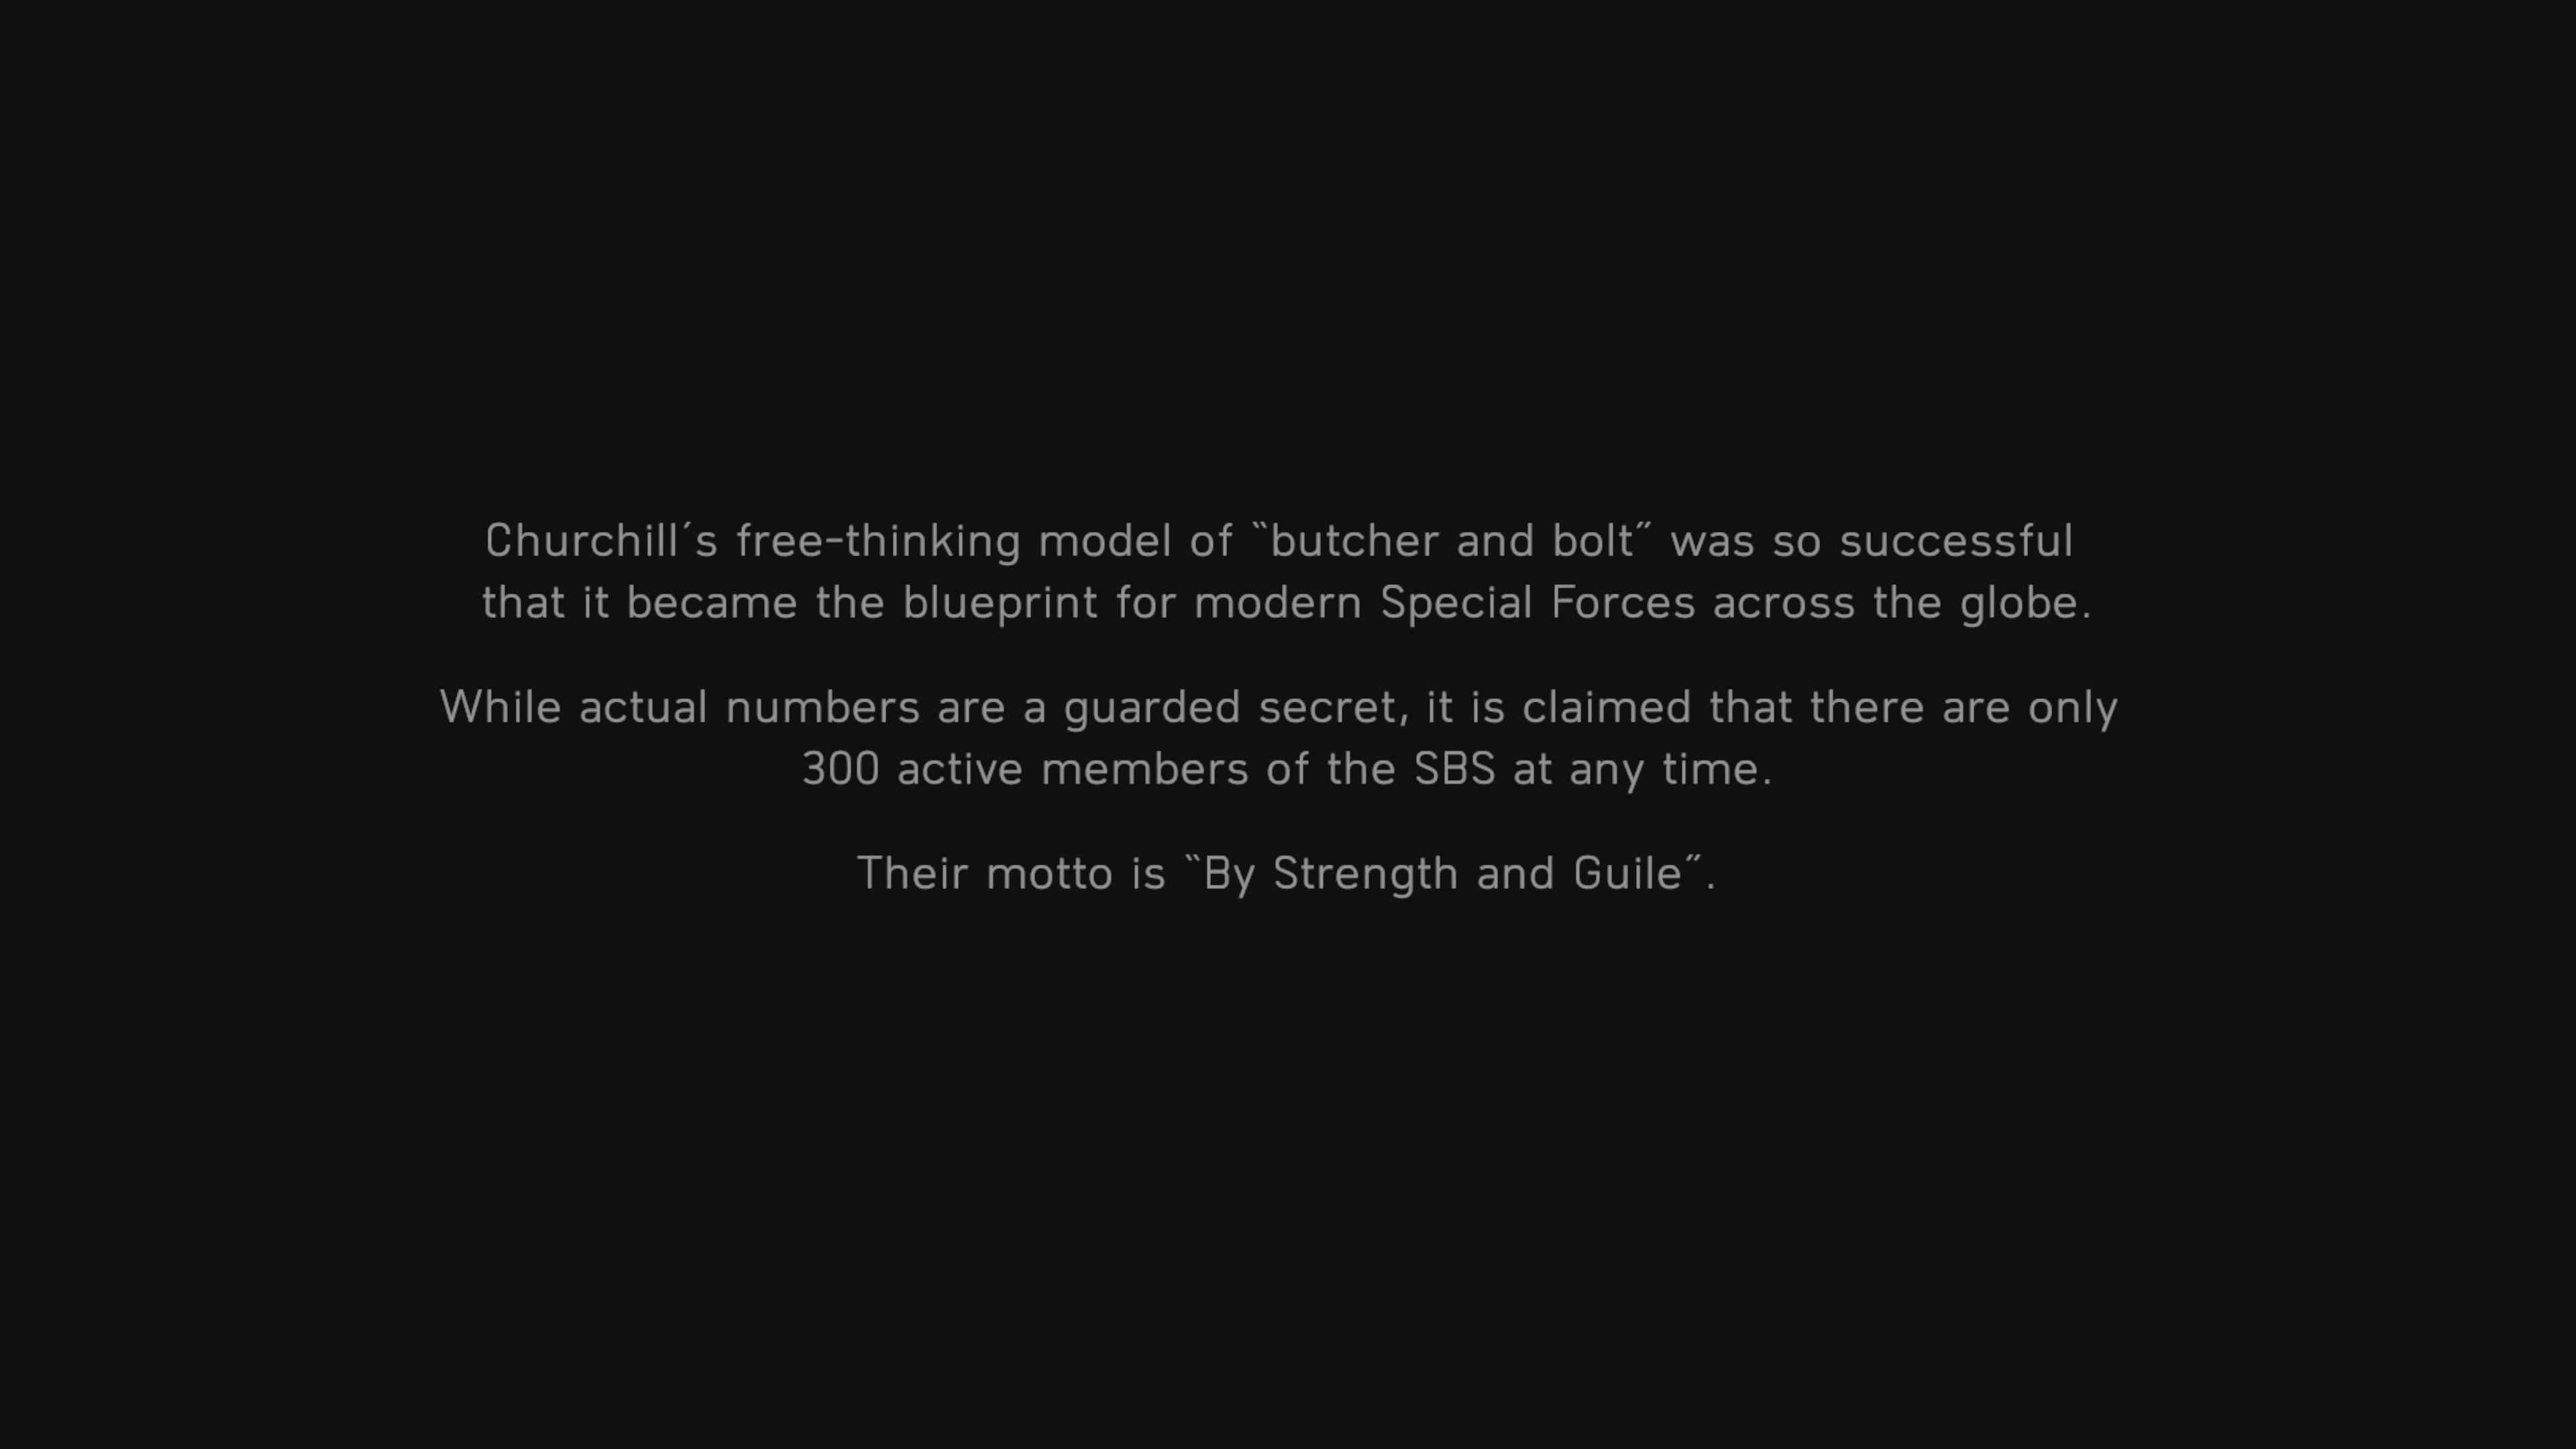 Churchill´s free-thinking model of “butcher and bolt” was so successful
that it became the blueprint for modern Special Forces across the globe.
While actual numbers are a guarded secret, it is claimed that there are only
300 active members of the SBS at any time.
Their motto is “By Strength and Guile”.